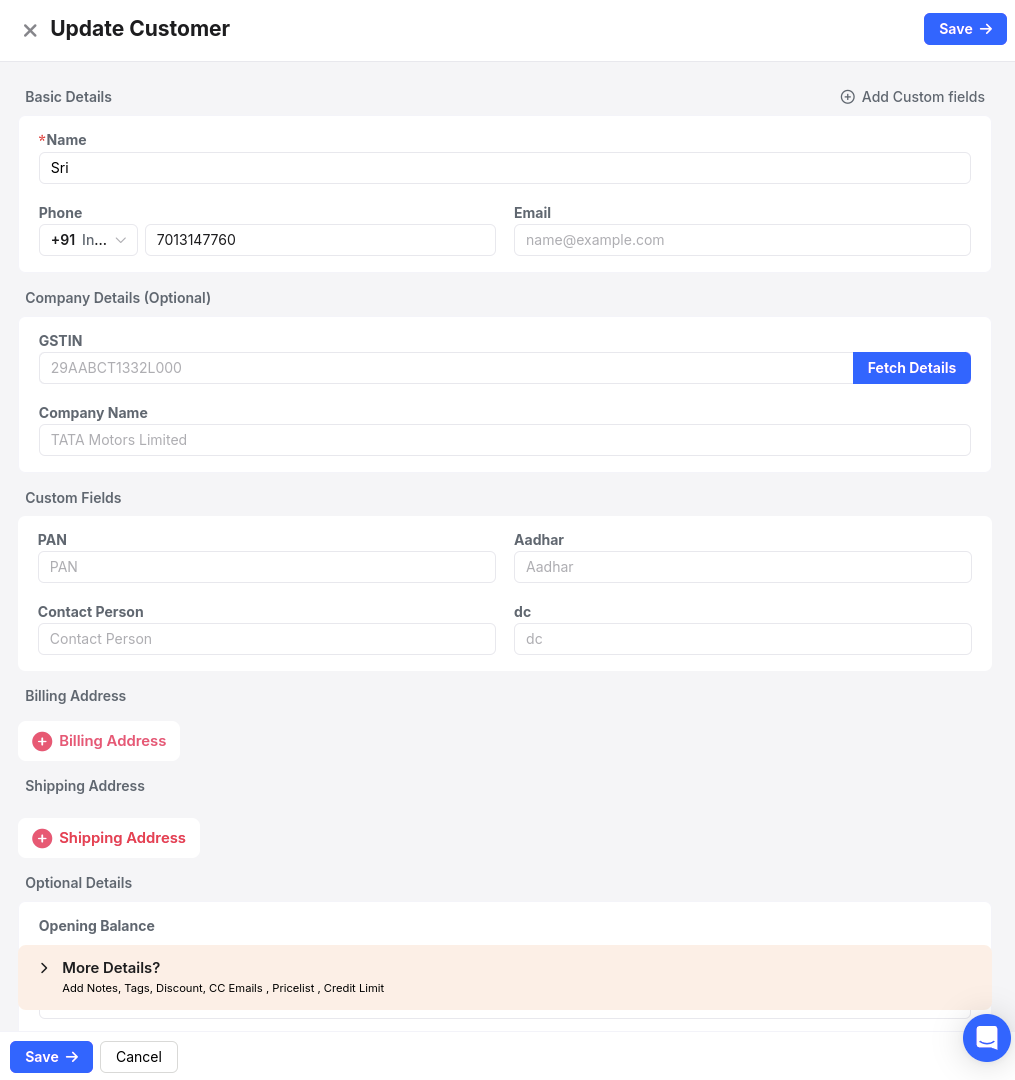 Update Customer
Save →
Basic Details
Add Custom fields
*Name
Sri
Phone
Email
+91 In...
7013147760
name@example.com
Company Details (Optional)
GSTIN
29AABCT1332L000
Fetch Details
Company Name
TATA Motors Limited
Custom Fields
PAN
Aadhar
PAN
Aadhar
Contact Person
dc
Contact Person
dc
Billing Address
Billing Address
Shipping Address
Shipping Address
Optional Details
Opening Balance
More Details?
Add Notes, Tags, Discount, CC Emails , Pricelist , Credit Limit
Save →
Cancel